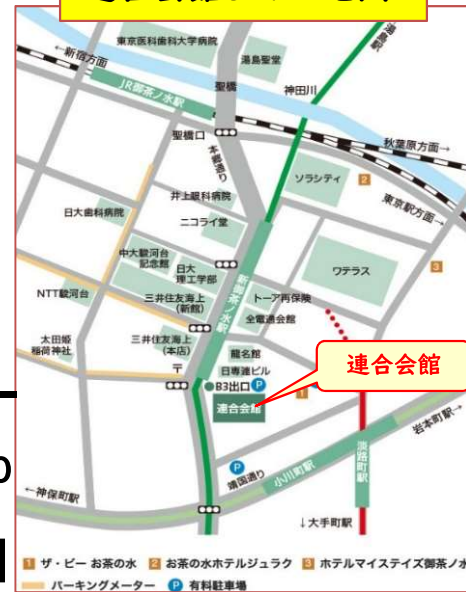 東京医科歯科大学病院
湯島聖堂
湯島駅
←新宿方面
神田川
聖橋
JR御茶ノ水駅
聖橋口
本郷通り
秋葉原方面→
ソラシティ
2
東京駅方面→
井上眼科病院
日大歯科病院
ニコライ堂
3
中大駿河台
記念館
日大
理工学部
ワテラス
新御茶ノ水駅
NTT駿河台
三井住友海上
(新館)
トーア再保険
全電通会館
太田姫
稲荷神社
三井住友海上
(本店)
龍名館
連合会館
〒
日専連ビル
B3出口
P
1
連合会館
岩本町駅→
淡路町駅
小川町駅
P
靖国通り
←神保町駅
↓大手町駅
1 ザ・ビー お茶の水 2 お茶の水ホテルジュラク 3 ホテルマイステイズ御茶ノ水
パーキングメーター P 有料駐車場